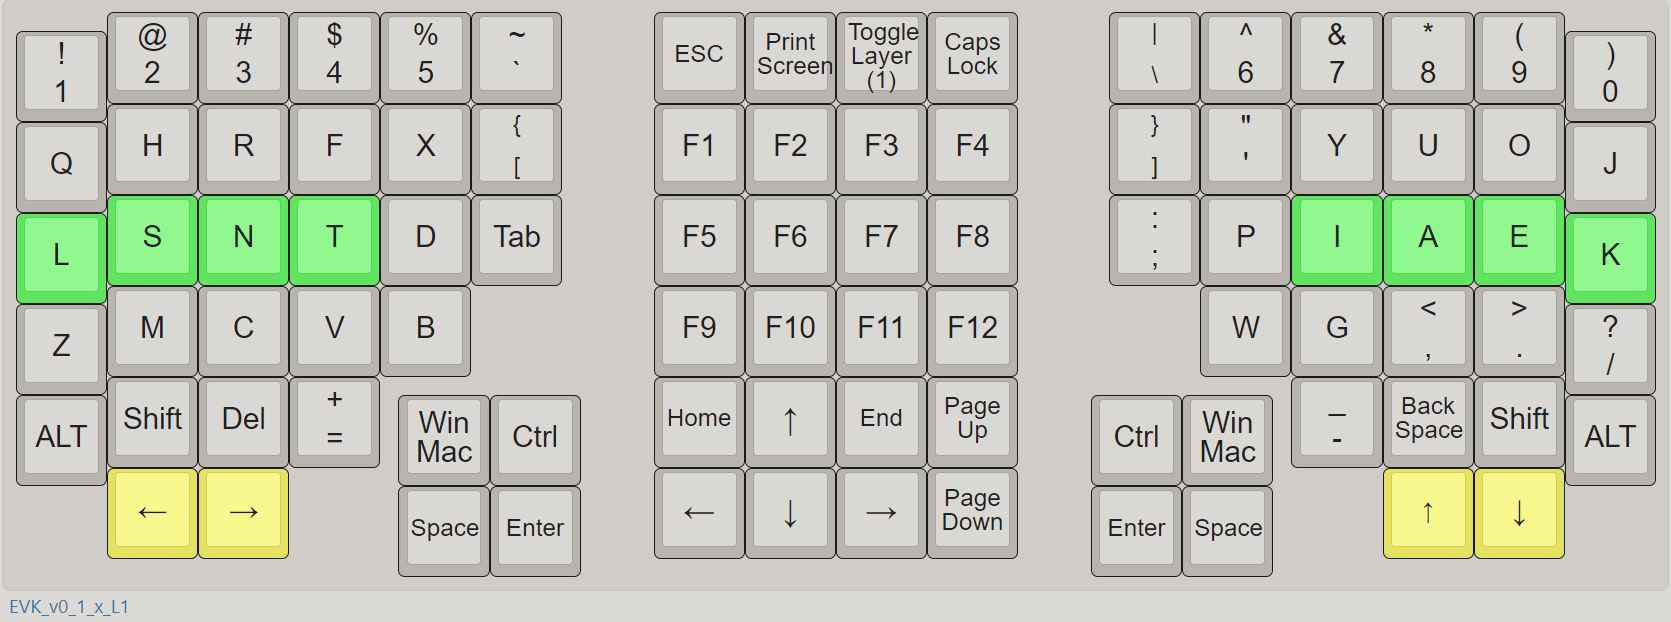 ! @ # $ % ~ ESC Print Toggle Caps | ^ & * ( )
1 2 3 4 5 ` Screen Layer Lock \ 6 7 8 9 0
(1)
Q H R F X { F1 F2 F3 F4 } " Y U O J
[ ] '
L S N T D Tab F5 F6 F7 F8 : P I A E K
;
Z M C V B F9 F10 F11 F12 W G < > ?
, . /
ALT Shift Del + Win Ctrl Home ↑ End Page Ctrl Win _ Back Shift ALT
= Mac Up Mac - Space
← → Space Enter ← ↓ → Page Enter Space ↑ ↓
Down
EVK_v0_1_x_L1